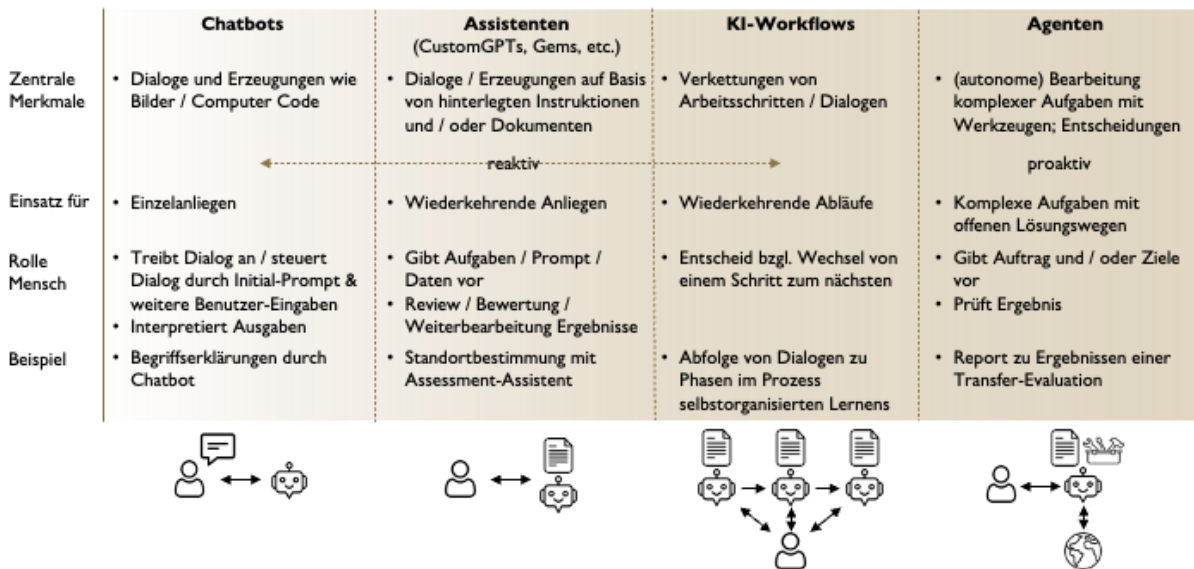 Chatbots
Assistenten
(CustomGPTs, Gems, etc.)
KI-Workflows
Agenten
Zentrale
Merkmale
• Dialoge und Erzeugungen wie
Bilder / Computer Code
• Dialoge / Erzeugungen auf Basis
von hinterlegten Instruktionen
und / oder Dokumenten
• Verkettungen von
Arbeitsschritten / Dialogen
• (autonome) Bearbeitung
komplexer Aufgaben mit
Werkzeugen; Entscheidungen
reaktiv
proaktiv
Einsatz für
• Einzelanliegen
• Wiederkehrende Anliegen
• Wiederkehrende Abläufe
• Komplexe Aufgaben mit
offenen Lösungswegen
Rolle
Mensch
• Treibt Dialog an / steuert
Dialog durch Initial-Prompt &
weitere Benutzer-Eingaben
• Interpretiert Ausgaben
• Gibt Aufgaben / Prompt /
Daten vor
• Review / Bewertung /
Weiterbearbeitung Ergebnisse
• Entscheid bzgl. Wechsel von
einem Schritt zum nächsten
• Gibt Auftrag und / oder Ziele
vor
• Prüft Ergebnis
Beispiel
• Begriffserklärungen durch
Chatbot
• Standortbestimmung mit
Assessment-Assistent
• Abfolge von Dialogen zu
Phasen im Prozess
selbstorganisierten Lernens
• Report zu Ergebnissen einer
Transfer-Evaluation